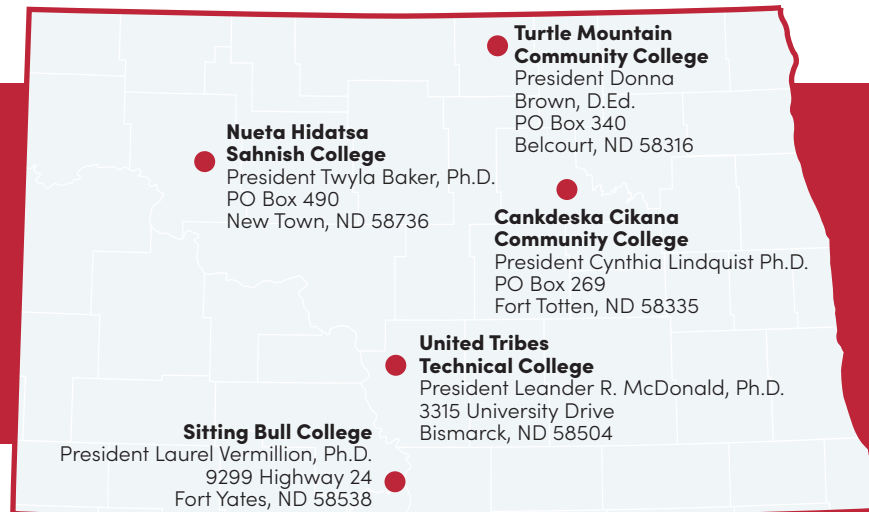 Turtle Mountain
Community College
President Donna
Brown, D.Ed.
PO Box 340
Belcourt, ND 58316
Nueta Hidatsa
Sahnish College
President Twyla Baker, Ph.D.
PO Box 490
New Town, ND 58736
Cankdeska Cikana
Community College
President Cynthia Lindquist Ph.D.
PO Box 269
Fort Totten, ND 58335
United Tribes
Technical College
President Leander R. McDonald, Ph.D.
3315 University Drive
Bismarck, ND 58504
Sitting Bull College
President Laurel Vermillion, Ph.D.
9299 Highway 24
Fort Yates, ND 58538